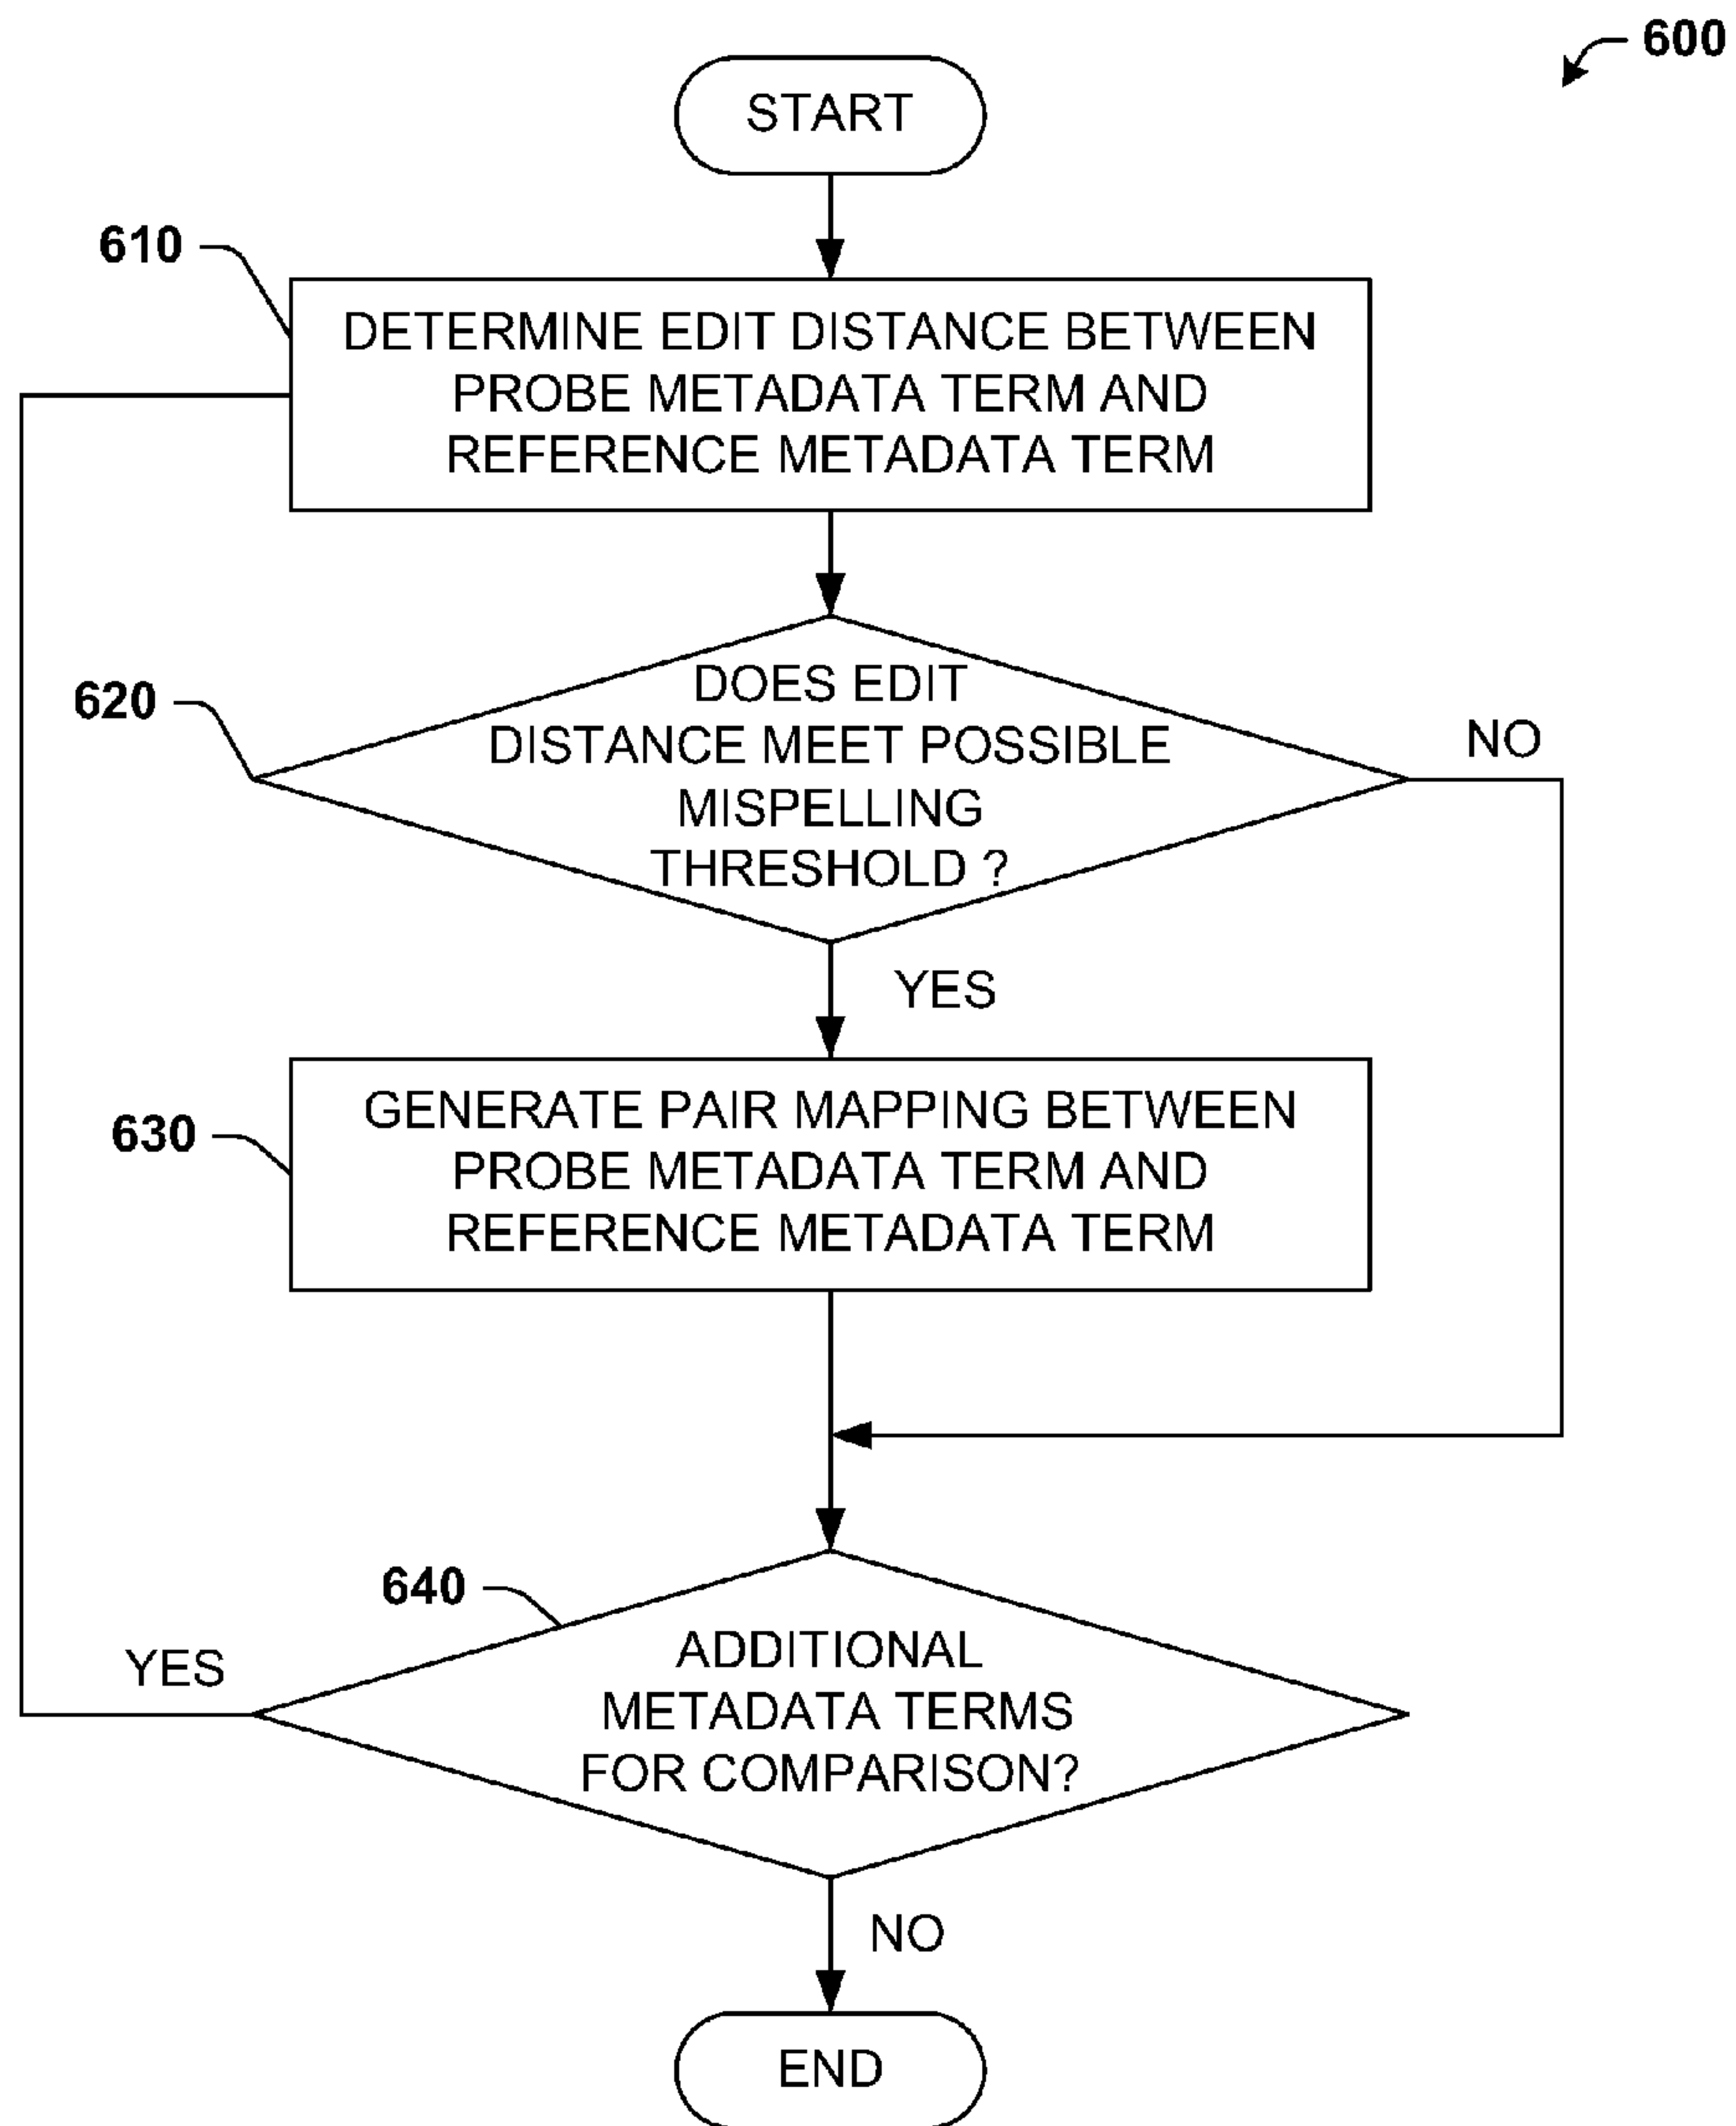 600
START
610
DETERMINE EDIT DISTANCE BETWEEN
PROBE METADATA TERM AND
REFERENCE METADATA TERM
620
DOES EDIT
DISTANCE MEET POSSIBLE
MISPELLING
THRESHOLD ?
NO
YES
630
GENERATE PAIR MAPPING BETWEEN
PROBE METADATA TERM AND
REFERENCE METADATA TERM
640
YES
ADDITIONAL
METADATA TERMS
FOR COMPARISON?
NO
END